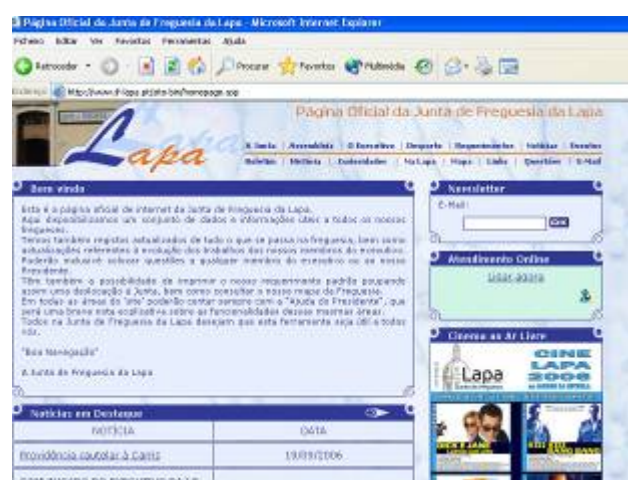 Página Oficial da Junta de Freguesia da Lapa - Microsoft Internet Explorer
Ficheiro Editar Ver Favoritos Ferramentas Ajuda
Retroceder Procurar Favoritos Multimédia
Página Oficial da Junta de Freguesia da Lapa
Lapa
A Junta | Assembleia | O Executivo | Desporto | Requerimentos | Notícias | Eventos
Boletim | História | Curiosidades | Na Lapa | Mapa | Links | Questões | E-Mail
Bem vindo
Esta é a página oficial de internet da Junta de Freguesia da Lapa.
Aqui disponibilizamos um conjunto de dados e informações úteis a todos os nossos
fregueses.
Temos também registos actualizados de tudo o que se passa na freguesia, bem como
actualizações referentes à evolução dos trabalhos dos nossos membros do executivo.
Poderão inclusivé colocar questões a qualquer membro do executivo ou ao nosso
Presidente.
Têm também a possibilidade de imprimir o nosso requerimento padrão poupando
assim uma deslocação à Junta, bem como consultar o nosso mapa de Freguesia.
Em todas as áreas do 'site' poderão contar sempre com a "Ajuda do Presidente", que
será uma breve nota explicativa sobre as funcionalidades dessas mesmas áreas.
Todos na Junta de Freguesia da Lapa desejam que esta ferramenta seja útil a todos
vós.
"Boa Navegação"
A Junta de Freguesia da Lapa
Newsletter
E-Mail:
OK
Atendimento Online
Ligar agora
Cinema ao Ar Livre
Lapa
CINE
LAPA
2006
DICK E JANE
KISS KISS
BANG BANG
Notícias em Destaque
NOTÍCIA DATA
Providência cautelar à Carris 19/09/2006